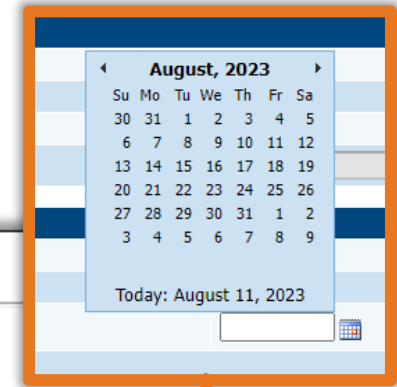 August, 2023
Su Mo Tu We Th Fr Sa
30 31 1 2 3 4 5
6 7 8 9 10 11 12
13 14 15 16 17 18 19
20 21 22 23 24 25 26
27 28 29 30 31 1 2
3 4 5 6 7 8 9
Today: August 11, 2023